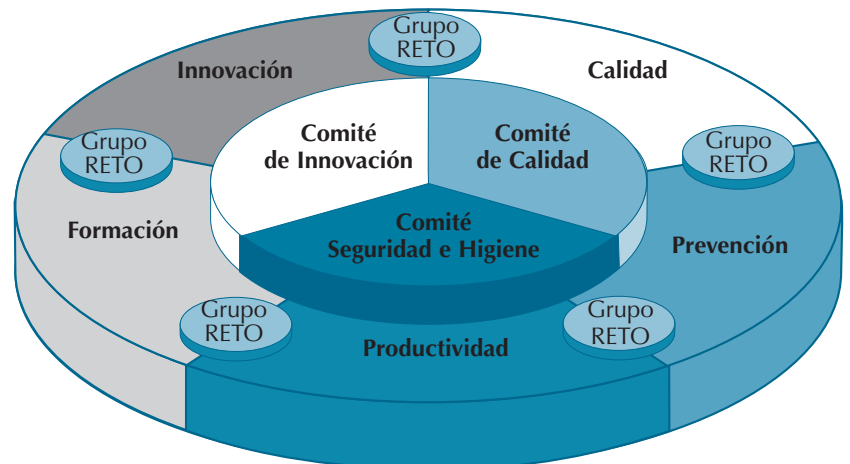 Grupo
RETO
Innovación
Calidad
Comité
de Innovación
Comité
de Calidad
Grupo
RETO
Grupo
RETO
Formación
Comité
Seguridad e Higiene
Prevención
Grupo
RETO
Productividad
Grupo
RETO